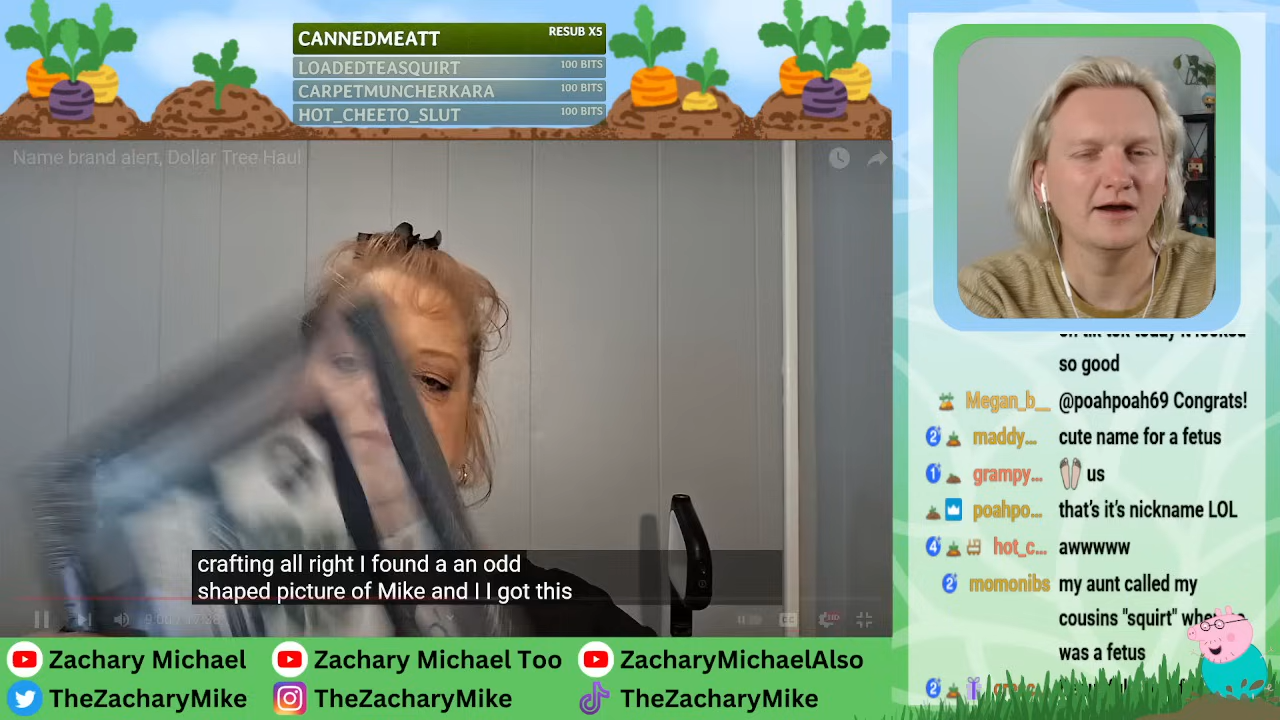 CANNEDMEATT RESUB X5
LOADEDTEASQUIRT 100 BITS
CARPETMUNCHERKARA 100 BITS
HOT_CHEETO_SLUT 100 BITS
Name brand alert, Dollar Tree Haul
crafting all right I found a an odd
shaped picture of Mike and I I got this
so good
Megan_b__ @poahpoah69 Congrats!
maddy... cute name for a fetus
grampy... us
poahpo... that's it's nickname LOL
hot_c... awwwww
momonibs my aunt called my
cousins "squirt"
was a fetus
Zachary Michael Zachary Michael Too ZacharyMichaelAlso
TheZacharyMike TheZacharyMike TheZacharyMike